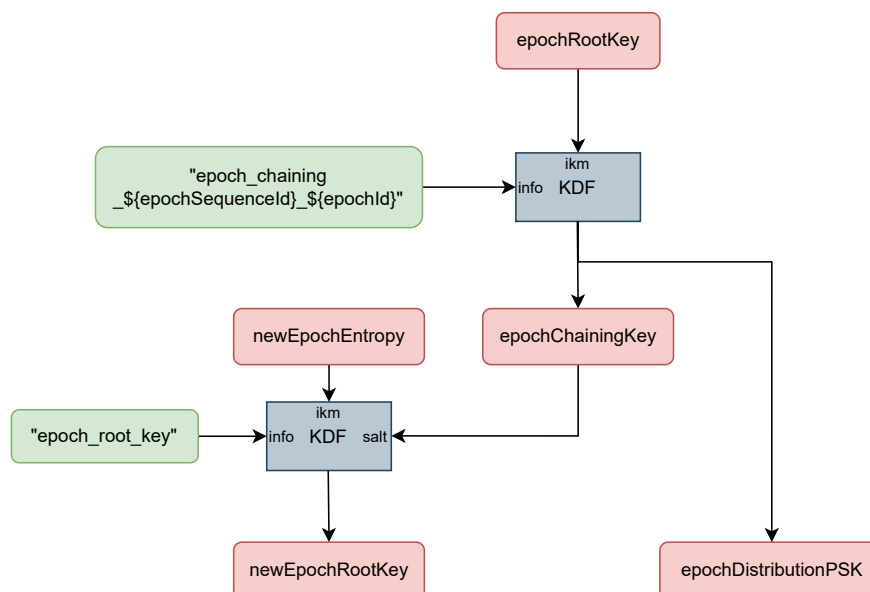 epochRootKey
ikm
"epoch_chaining
_${epochSequenceId}_${epochId}"
info KDF
newEpochEntropy
epochChainingKey
ikm
"epoch_root_key"
info KDF salt
newEpochRootKey
epochDistributionPSK